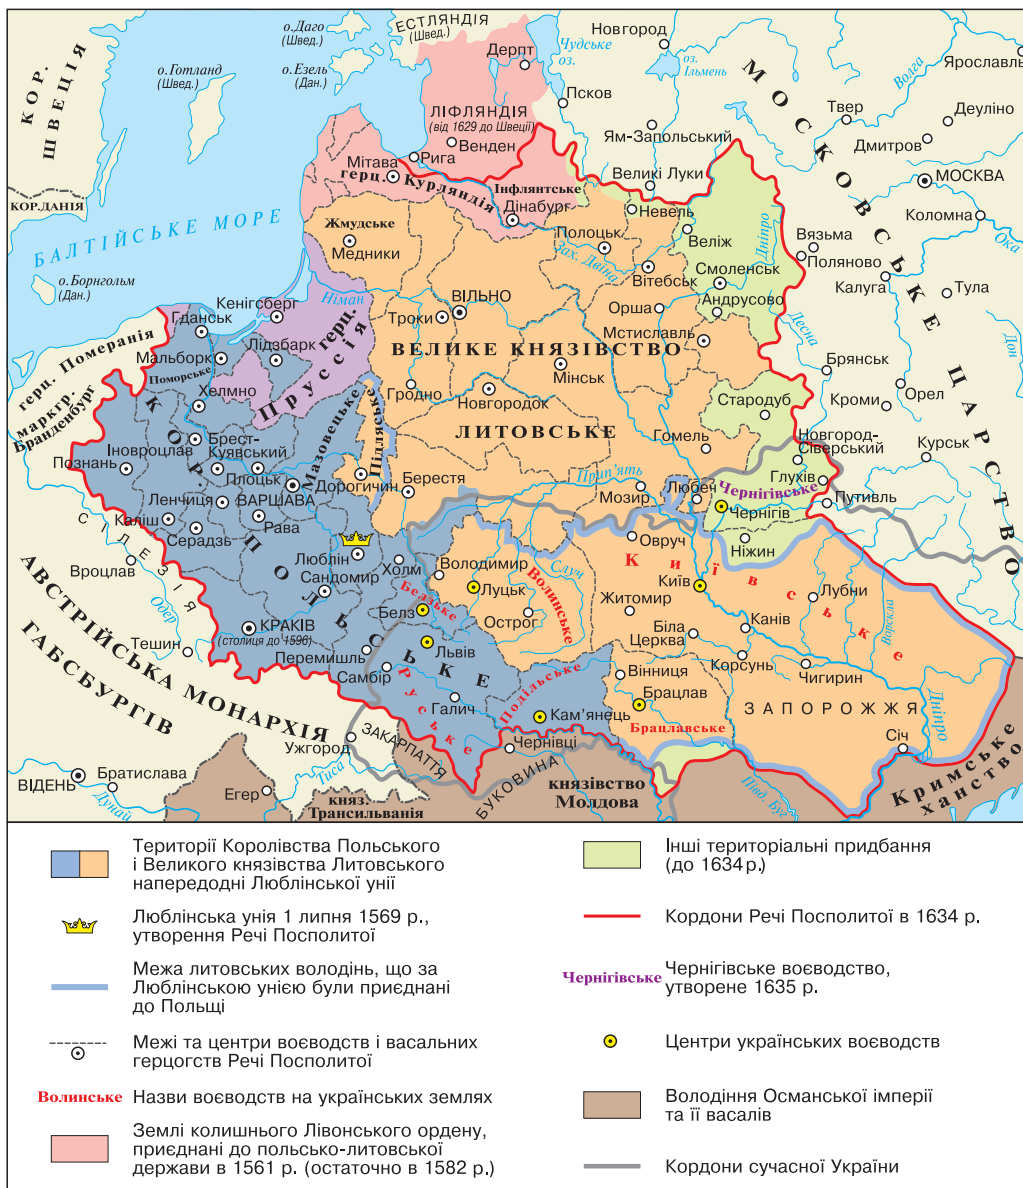 КОР. ШВЕЦІЯ
о.Готланд
(Швед.)
о.Даго
(Швед.)
о.Езель
(Дан.)
ЕСТЛЯНДІЯ
(Швед.)
Дерпт
Чудське
оз.
Новгород
оз.
Ільмень
Псков
ЛІФЛЯНДІЯ
(від 1629 до Швеції)
Венден
Рига
Мітава
герц. Курляндія
Інфлянтське
Дінабург
Ям-Запольський
Великі Луки
Невель
МОСКОВСЬКЕ ЦАРСТВО
Волга
Ярославль
Твер
Деуліно
Дмитров
МОСКВА
Коломна
Ока
Вязьма
Поляново
Калуга
Тула
Дон
КОР.ДАНІЯ
БАЛТІЙСЬКЕ МОРЕ
о.Борнгольм
(Дан.)
Жмудське
Медники
Полоцьк
Зах. Двіна
Веліж
Дніпро
Вітебськ
Смоленськ
Андрусово
Орша
Мстиславль
Десна
Брянськ
Кроми
Орел
Курськ
Кенігсберг
Німан
ВІЛЬНО
Троки
ВЕЛИКЕ КНЯЗІВСТВО
ЛИТОВСЬКЕ
Мінськ
Гродно
Новгородок
Гданськ
Мальборк
Лідзбарк
герц. Пруссія
Поморське
Хелмно
герц. Померанія
маркгр.
Бранденбург
КОР. ПОЛЬСЬКЕ
Мазовецьке
Підляське
Стародуб
Гомель
Новгород-
Сіверський
Глухів
Путивль
Чернігівське
Любеч
Чернігів
Ніжин
Брест-
Куявський
Іновроцлав
Познань
Плоцьк
Дорогичин
Берестя
Прип'ять
Мозир
Ленчиця
ВАРШАВА
Каліш
Рава
Серадзь
Люблін
Холм
Володимир
Случ
Овруч
Київське
СІЛЕЗІЯ
Вроцлав
Одер
Сандомир
Белзьке
Белз
Луцьк
Волинське
Острог
Житомир
Київ
Лубни
Ворскла
КРАКІВ
(столиця до 1596)
Львів
Біла
Церква
Канів
Корсунь
Чигирин
Тешин
Перемишль
Самбір
Руське
Галич
Подільське
Вінниця
Брацлав
Кам'янець
Брацлавське
ЗАПОРОЖЖЯ
Дніпро
Січ
АВСТРІЙСЬКА МОНАРХІЯ
ГАБСБУРГІВ
ЗАКАРПАТТЯ
Ужгород
Чернівці
БУКОВИНА
князівство
Молдова
Пвд. Буг
Кримське
ханство
ВІДЕНЬ
Братислава
Дунай
Егер
Тиса
княз.
Трансильванія
Території Королівства Польського
і Великого князівства Литовського
напередодні Люблінської унії
Люблінська унія 1 липня 1569 р.,
утворення Речі Посполитої
Межа литовських володінь, що за
Люблінською унією були приєднані
до Польщі
Межі та центри воєводств і васальних
герцогств Речі Посполитої
Волинське Назви воєводств на українських землях
Землі колишнього Лівонського ордену,
приєднані до польсько-литовської
держави в 1561 р. (остаточно в 1582 р.)
Інші територіальні придбання
(до 1634 р.)
Кордони Речі Посполитої в 1634 р.
Чернігівське Чернігівське воєводство,
утворене 1635 р.
Центри українських воєводств
Володіння Османської імперії
та її васалів
Кордони сучасної України